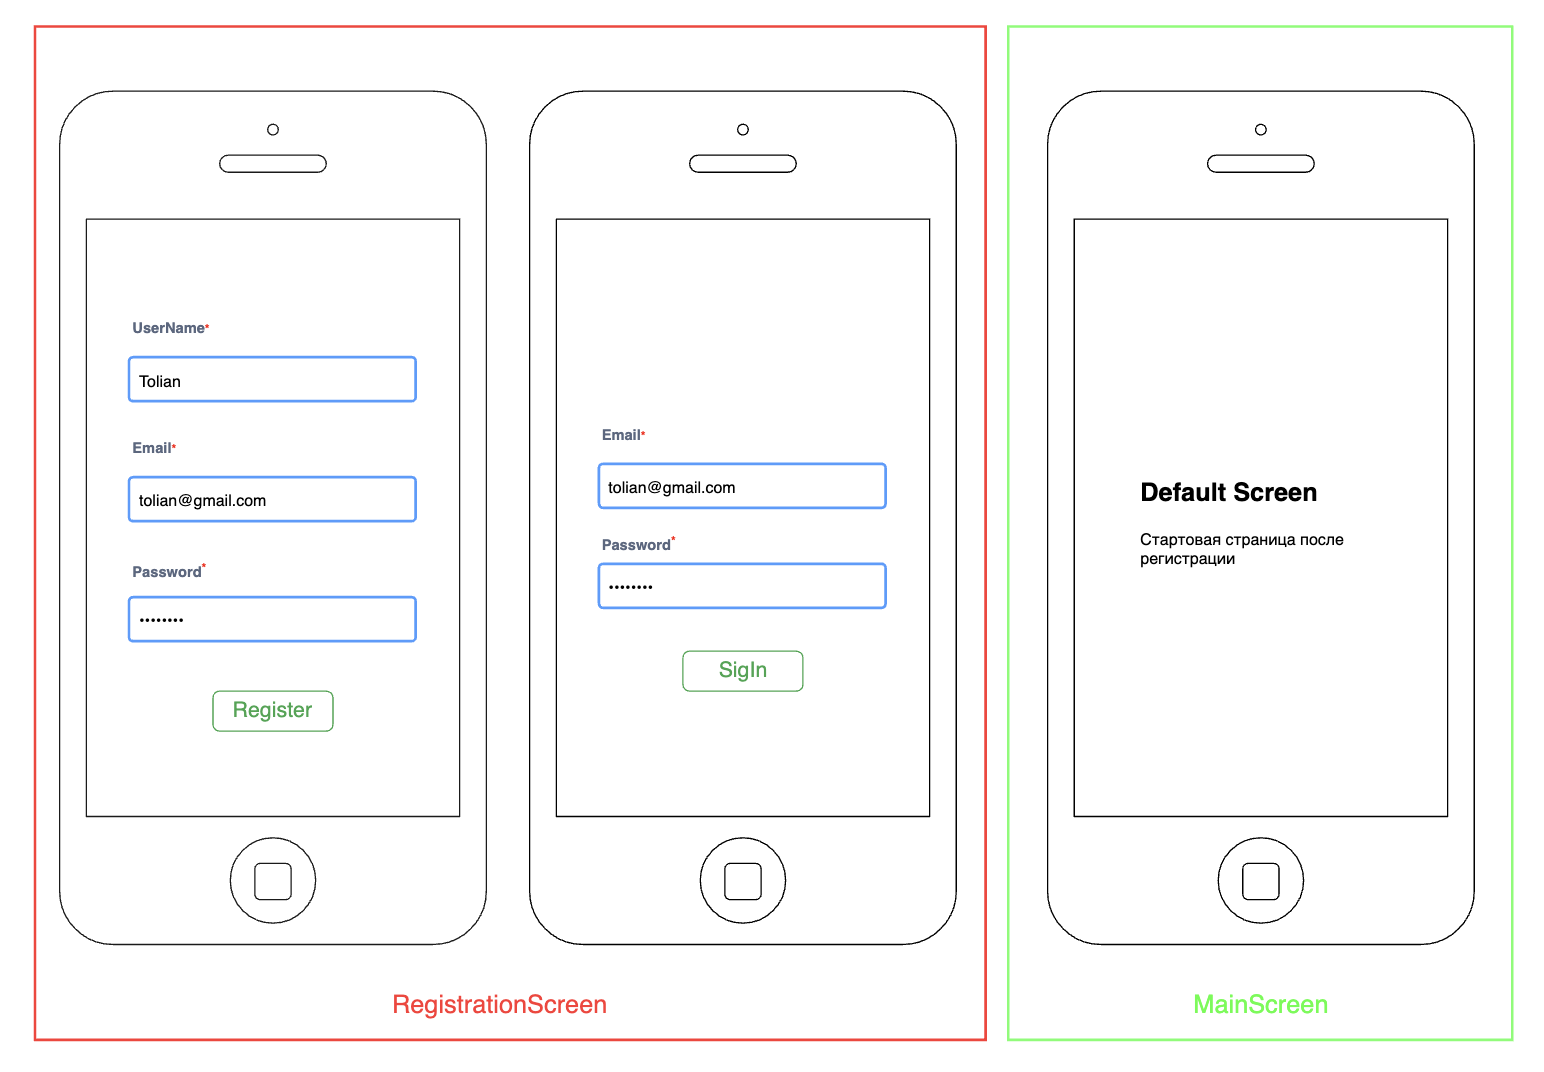 UserName*
Tolian
Email*
tolian@gmail.com
Password*
••••••••
Register
Email*
tolian@gmail.com
Password*
••••••••
SigIn
RegistrationScreen
Default Screen
Стартовая страница после
регистрации
MainScreen